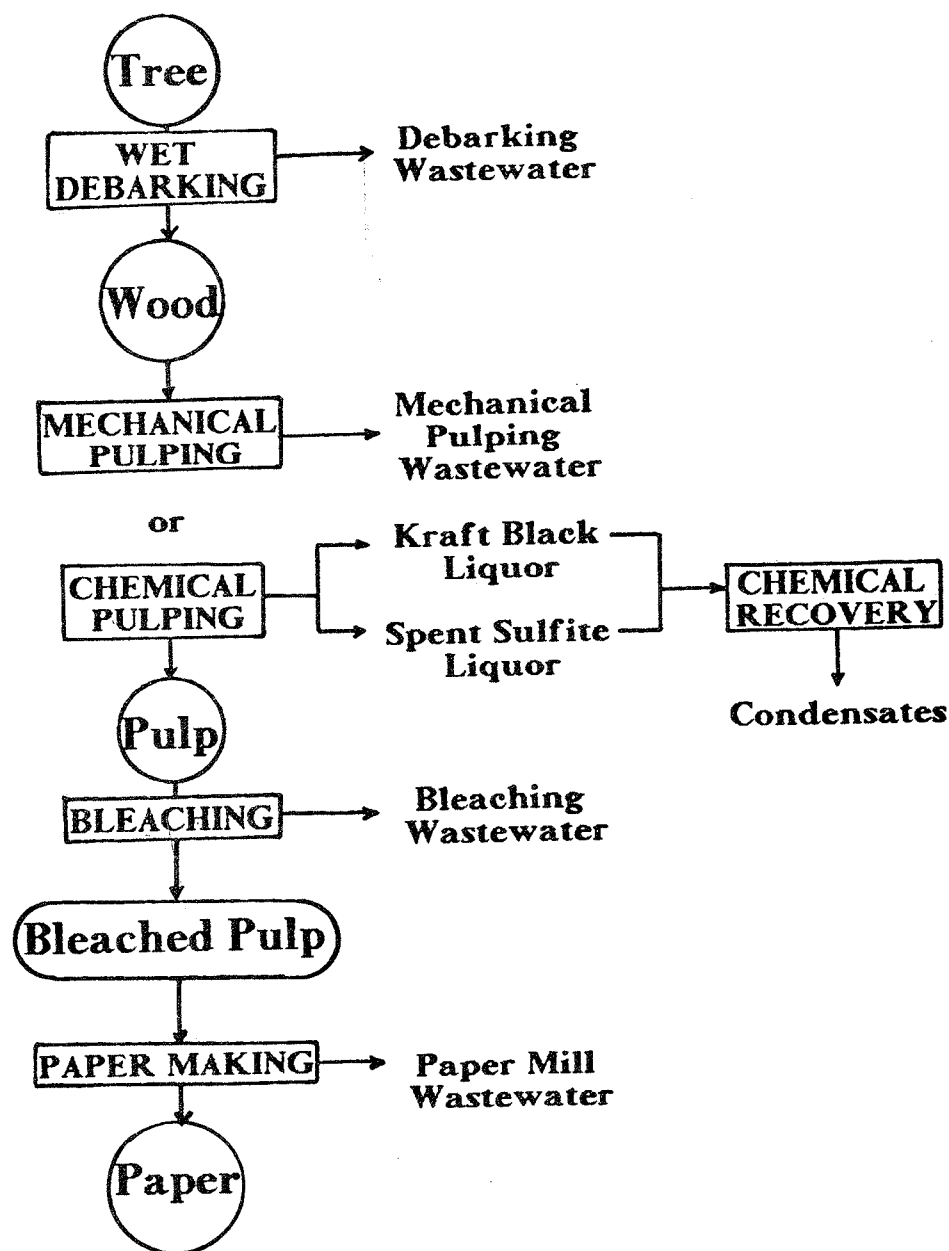 Tree
WET
DEBARKING
Debarking
Wastewater
Wood
MECHANICAL
PULPING
Mechanical
Pulping
Wastewater
or
CHEMICAL
PULPING
Kraft Black
Liquor
Spent Sulfite
Liquor
CHEMICAL
RECOVERY
Condensates
Pulp
BLEACHING
Bleaching
Wastewater
Bleached Pulp
PAPER MAKING
Paper Mill
Wastewater
Paper